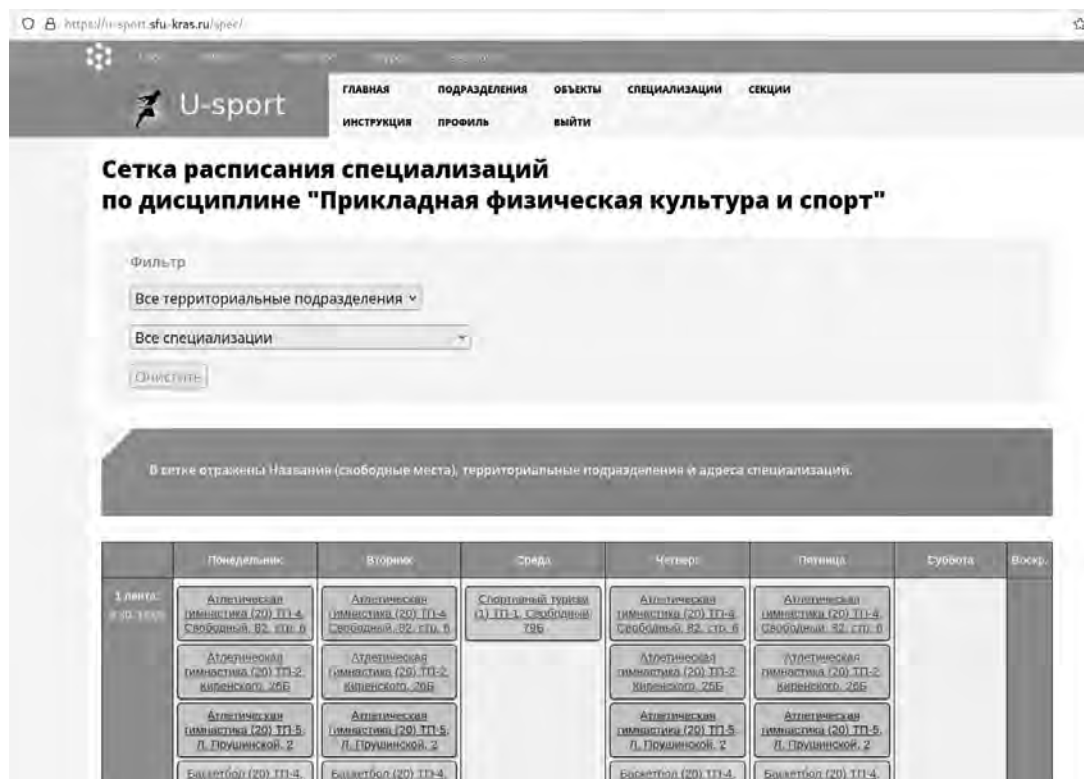 https://u-sport.sfu-kras.ru/spec/
U-sport
ГЛАВНАЯ ПОДРАЗДЕЛЕНИЯ ОБЪЕКТЫ СПЕЦИАЛИЗАЦИИ СЕКЦИИ
ИНСТРУКЦИЯ ПРОФИЛЬ ВЫЙТИ
Сетка расписания специализаций
по дисциплине "Прикладная физическая культура и спорт"
Фильтр
Все территориальные подразделения
Все специализации
Очистить
В сетке отражены Названия (свободные места), территориальные подразделения и адреса специализаций.
Понедельник Вторник Среда Четверг Пятница Суббота Воскр.
1 лента:
Атлетическая гимнастика (20) ТП-4, Свободный, 82, стр. 6
Атлетическая гимнастика (20) ТП-4, Свободный, 82, стр. 6
Спортивный туризм (1) ТП-1, Свободный 79Б
Атлетическая гимнастика (20) ТП-4, Свободный, 82, стр. 6
Атлетическая гимнастика (20) ТП-4, Свободный, 82, стр. 6
Атлетическая гимнастика (20) ТП-2, Киренского, 26Б
Атлетическая гимнастика (20) ТП-2, Киренского, 26Б
Атлетическая гимнастика (20) ТП-2, Киренского, 26Б
Атлетическая гимнастика (20) ТП-2, Киренского, 26Б
Атлетическая гимнастика (20) ТП-5, Л. Прушинской, 2
Атлетическая гимнастика (20) ТП-5, Л. Прушинской, 2
Атлетическая гимнастика (20) ТП-5, Л. Прушинской, 2
Атлетическая гимнастика (20) ТП-5, Л. Прушинской, 2
Баскетбол (20) ТП-4,
Баскетбол (20) ТП-4,
Баскетбол (20) ТП-4,
Баскетбол (20) ТП-4,